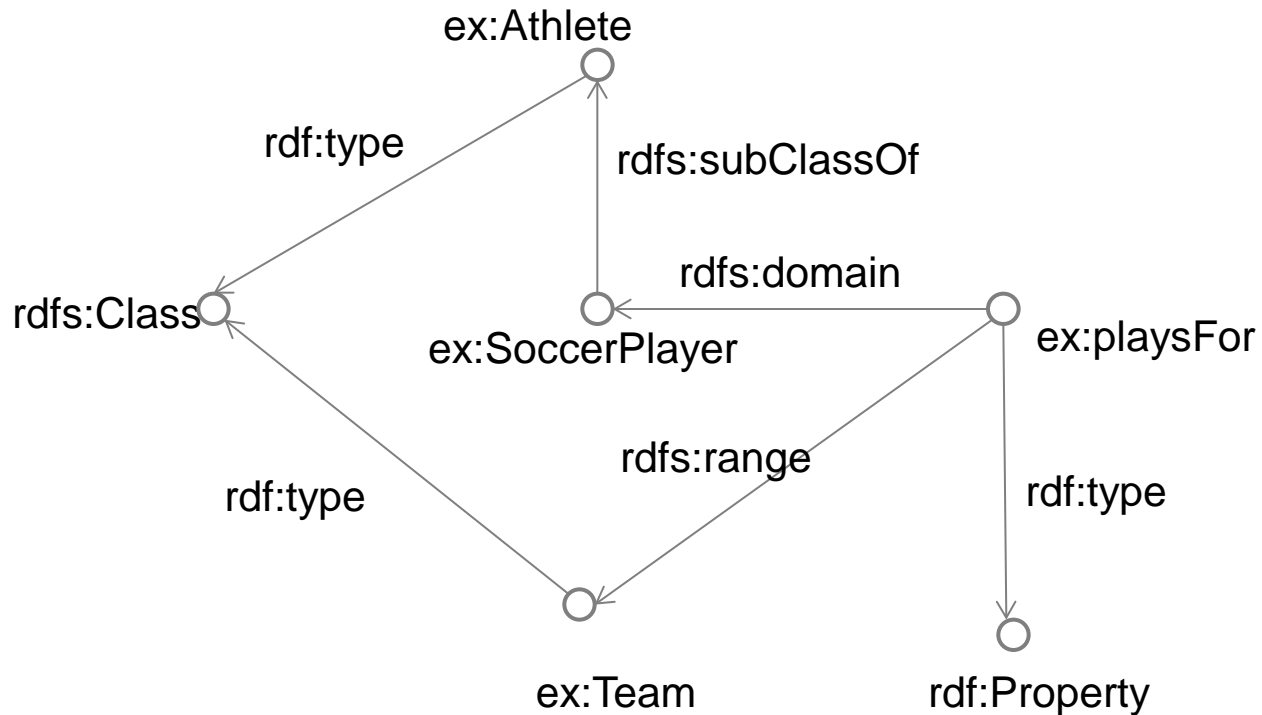 ex:Athlete
rdf:type
rdfs:subClassOf
rdfs:domain
rdfs:Class
ex:SoccerPlayer
ex:playsFor
rdfs:range
rdf:type
rdf:type
ex:Team
rdf:Property